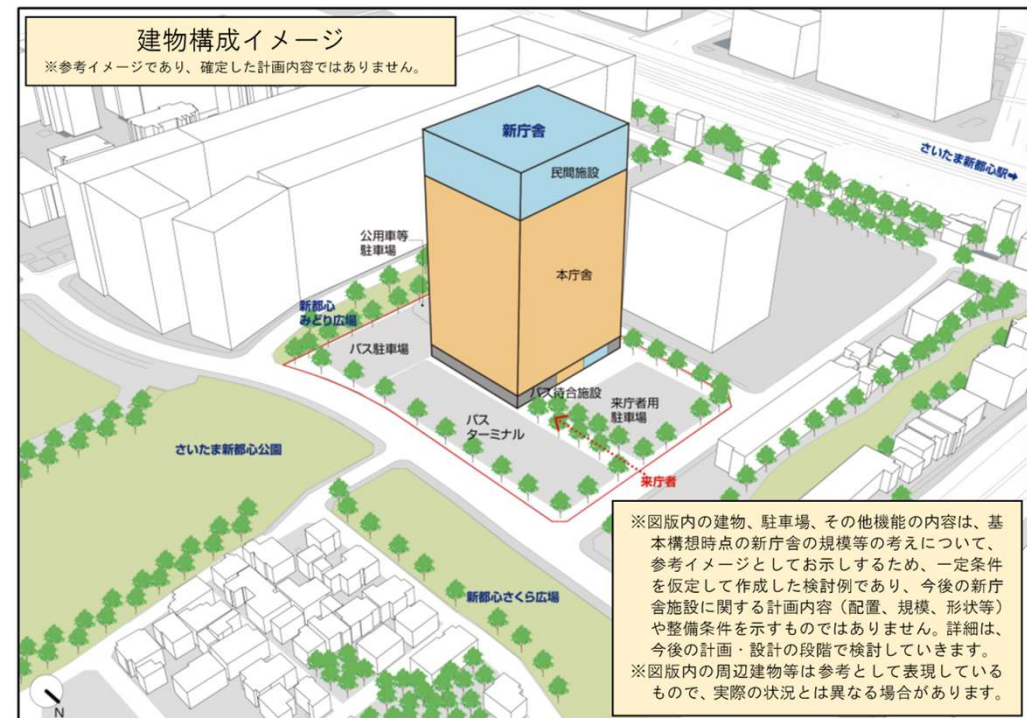 建物構成イメージ
※参考イメージであり、確定した計画内容ではありません。
新庁舎
民間施設
さいたま新都心駅→
公用車等
駐車場
本庁舎
新都心
みどり広場
バス駐車場
バス待合施設
来庁者用
駐車場
バス
ターミナル
さいたま新都心公園
来庁者
新都心さくら広場
※図版内の建物、駐車場、その他機能の内容は、基
本構想時点の新庁舎の規模等の考えについて、
参考イメージとしてお示しするため、一定条件
を仮定して作成した検討例であり、今後の新庁
舎施設に関する計画内容（配置、規模、形状等）
や整備条件を示すものではありません。詳細は、
今後の計画・設計の段階で検討していきます。
※図版内の周辺建物等は参考として表現している
もので、実際の状況とは異なる場合があります。
N